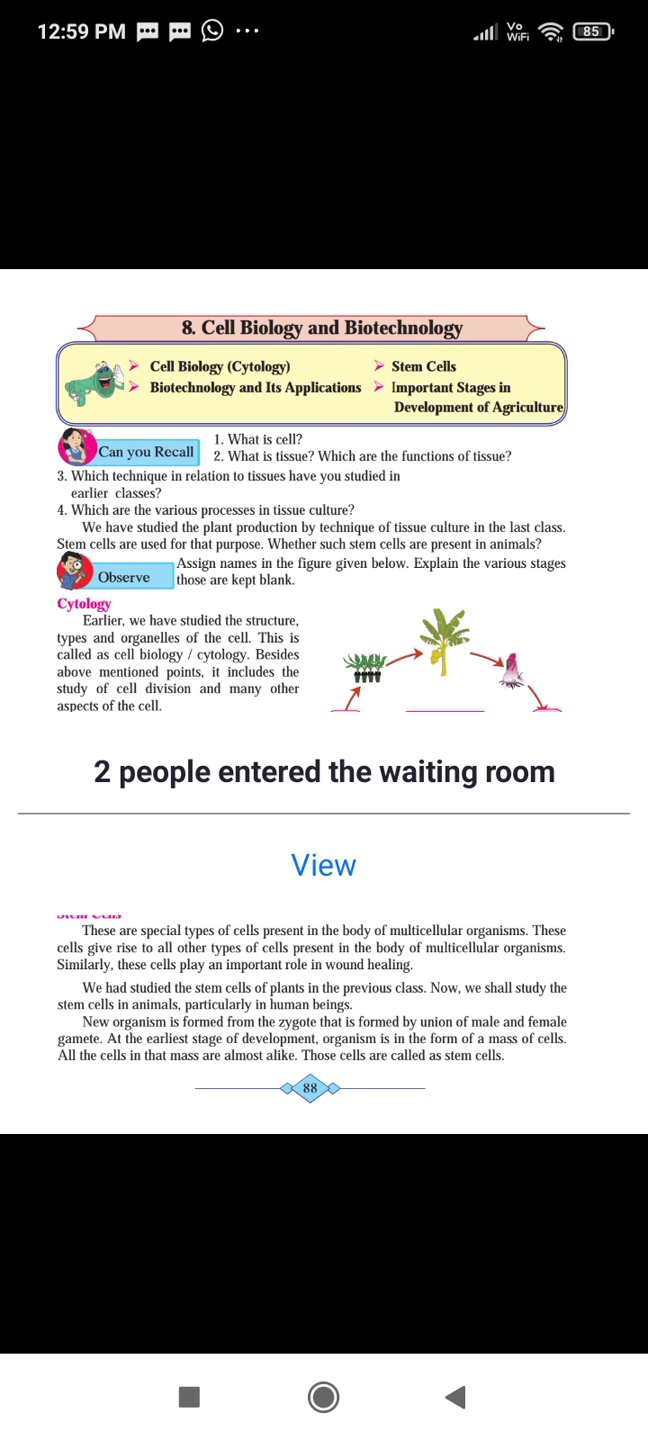 12:59 PM
Vo WiFi
85
8. Cell Biology and Biotechnology
Cell Biology (Cytology)
Biotechnology and Its Applications
Stem Cells
Important Stages in
Development of Agriculture
Can you Recall
1. What is cell?
2. What is tissue? Which are the functions of tissue?
3. Which technique in relation to tissues have you studied in
earlier classes?
4. Which are the various processes in tissue culture?
We have studied the plant production by technique of tissue culture in the last class.
Stem cells are used for that purpose. Whether such stem cells are present in animals?
Observe
Assign names in the figure given below. Explain the various stages
those are kept blank.
Cytology
Earlier, we have studied the structure,
types and organelles of the cell. This is
called as cell biology / cytology. Besides
above mentioned points, it includes the
study of cell division and many other
aspects of the cell.
2 people entered the waiting room
View
Stem Cells
These are special types of cells present in the body of multicellular organisms. These
cells give rise to all other types of cells present in the body of multicellular organisms.
Similarly, these cells play an important role in wound healing.
We had studied the stem cells of plants in the previous class. Now, we shall study the
stem cells in animals, particularly in human beings.
New organism is formed from the zygote that is formed by union of male and female
gamete. At the earliest stage of development, organism is in the form of a mass of cells.
All the cells in that mass are almost alike. Those cells are called as stem cells.
88